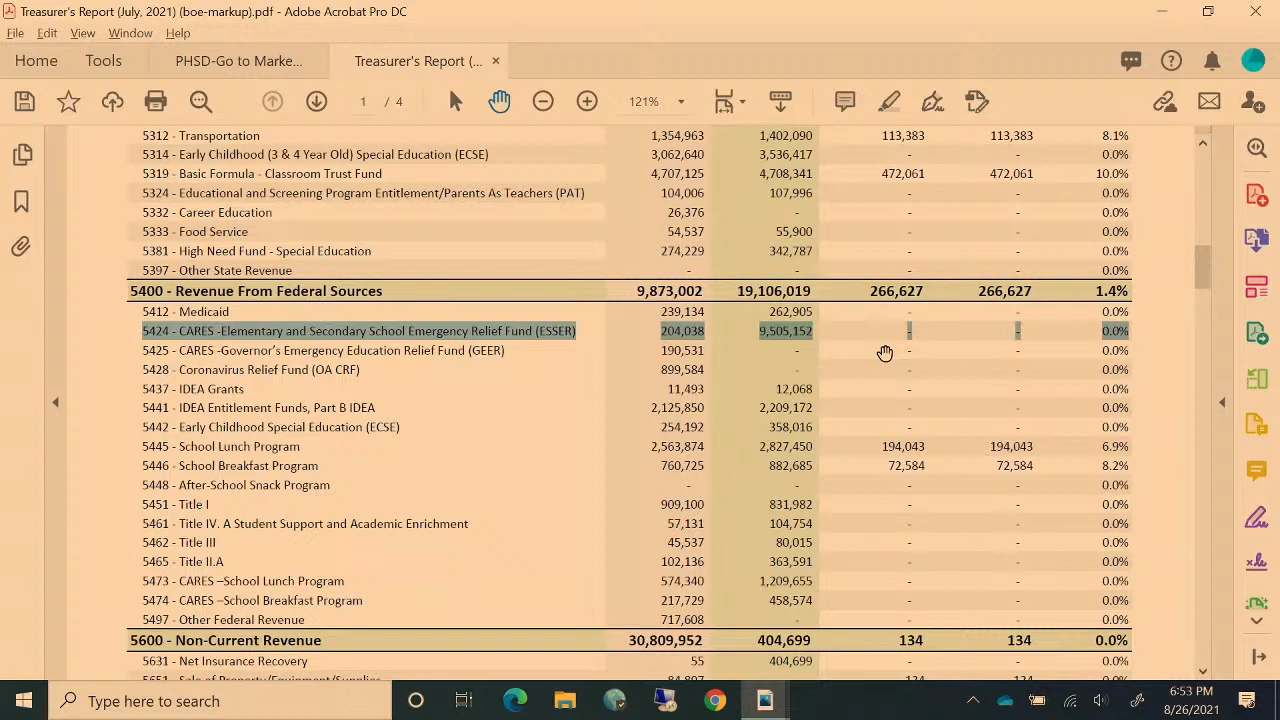 Treasurer's Report (July, 2021) (boe-markup).pdf - Adobe Acrobat Pro DC
File Edit View Window Help
Home Tools PHSD-Go to Marke... Treasurer's Report (... ×
1 / 4 121%
5312 - Transportation 1,354,963 1,402,090 113,383 113,383 8.1%
5314 - Early Childhood (3 & 4 Year Old) Special Education (ECSE) 3,062,640 3,536,417 - - 0.0%
5319 - Basic Formula - Classroom Trust Fund 4,707,125 4,708,341 472,061 472,061 10.0%
5324 - Educational and Screening Program Entitlement/Parents As Teachers (PAT) 104,006 107,996 - - 0.0%
5332 - Career Education 26,376 - - - 0.0%
5333 - Food Service 54,537 55,900 - - 0.0%
5381 - High Need Fund - Special Education 274,229 342,787 - - 0.0%
5397 - Other State Revenue - - - - 0.0%
5400 - Revenue From Federal Sources 9,873,002 19,106,019 266,627 266,627 1.4%
5412 - Medicaid 239,134 262,905 - - 0.0%
5424 - CARES -Elementary and Secondary School Emergency Relief Fund (ESSER) 204,038 9,505,152 - - 0.0%
5425 - CARES -Governor's Emergency Education Relief Fund (GEER) 190,531 - - - 0.0%
5428 - Coronavirus Relief Fund (OA CRF) 899,584 - - - 0.0%
5437 - IDEA Grants 11,493 12,068 - - 0.0%
5441 - IDEA Entitlement Funds, Part B IDEA 2,125,850 2,209,172 - - 0.0%
5442 - Early Childhood Special Education (ECSE) 254,192 358,016 - - 0.0%
5445 - School Lunch Program 2,563,874 2,827,450 194,043 194,043 6.9%
5446 - School Breakfast Program 760,725 882,685 72,584 72,584 8.2%
5448 - After-School Snack Program - - - - 0.0%
5451 - Title I 909,100 831,982 - - 0.0%
5461 - Title IV. A Student Support and Academic Enrichment 57,131 104,754 - - 0.0%
5462 - Title III 45,537 80,015 - - 0.0%
5465 - Title II.A 102,136 363,591 - - 0.0%
5473 - CARES –School Lunch Program 574,340 1,209,655 - - 0.0%
5474 - CARES –School Breakfast Program 217,729 458,574 - - 0.0%
5497 - Other Federal Revenue 717,608 - - - 0.0%
5600 - Non-Current Revenue 30,809,952 404,699 134 134 0.0%
5631 - Net Insurance Recovery 55 404,699 - - 0.0%
Type here to search
6:53 PM
8/26/2021